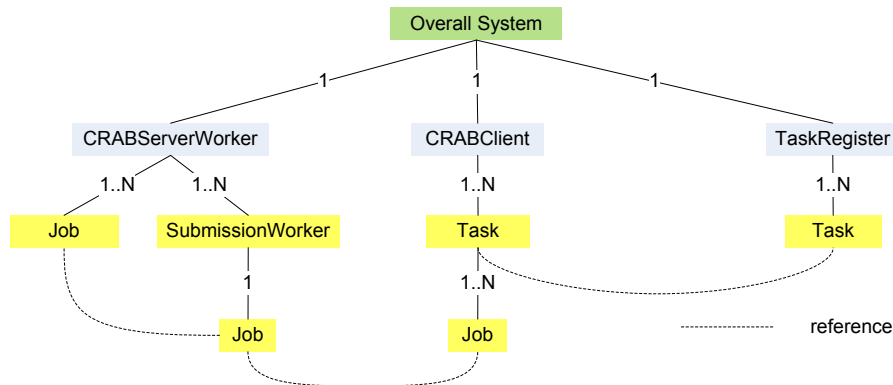 Overall System
1
1
1
CRABServerWorker
CRABClient
TaskRegister
1..N
1..N
1..N
1..N
Job
SubmissionWorker
Task
Task
1
1..N
Job
Job
reference